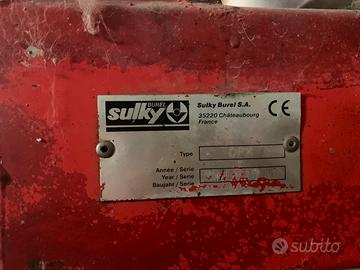 BUREL
sulky
Sulky Burel S.A.
35220 Châteaubourg
France
CE
Type
Année / Serie
Year / Serie
Baujahr / Serie
subito